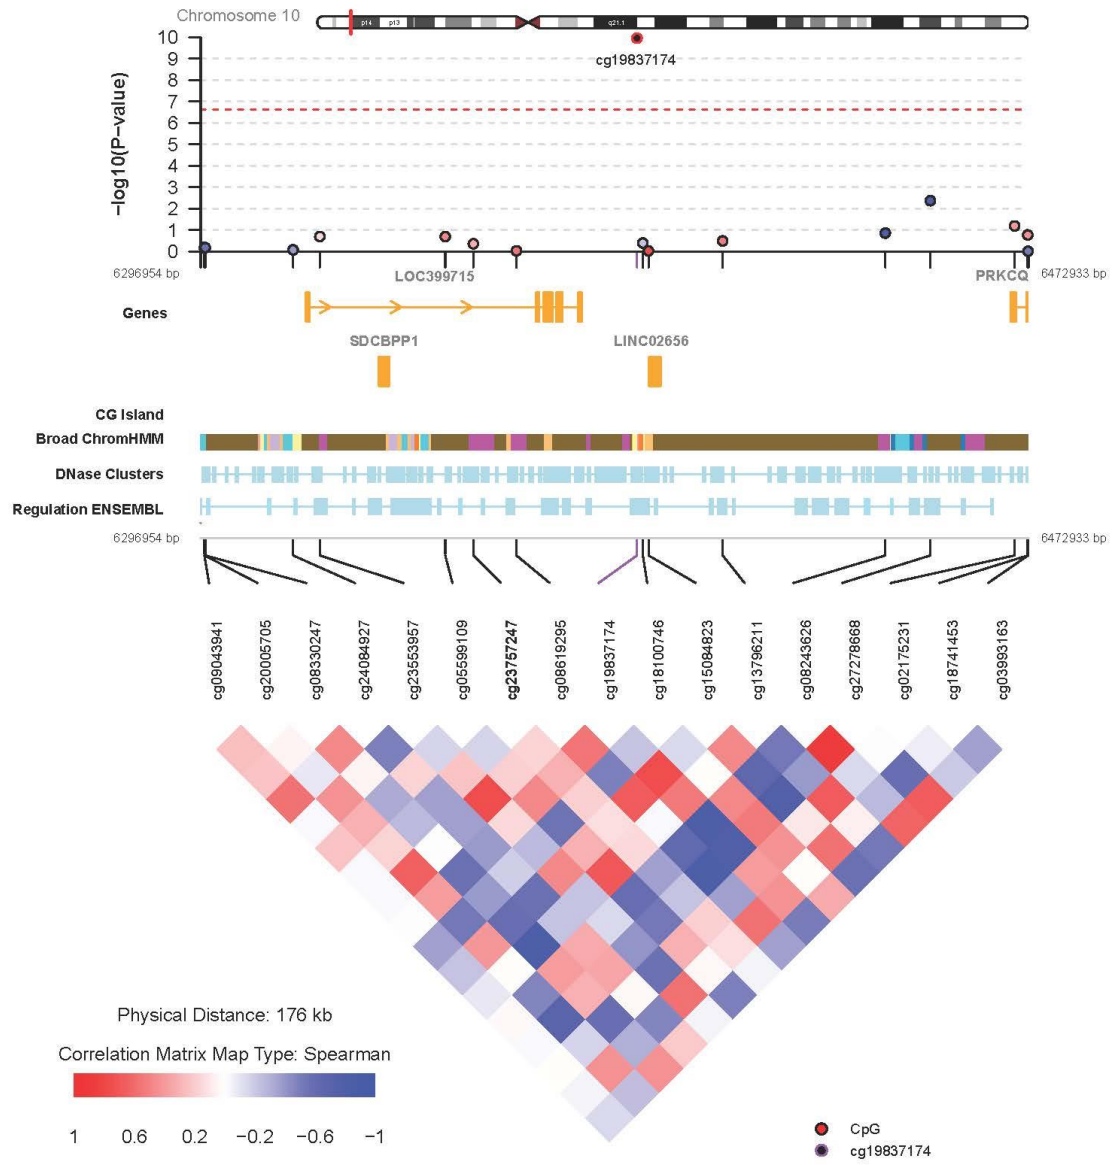 Chromosome 10
p14
p13
q21.1
10
9
8
7
6
5
4
3
2
1
0
−log10(P−value)
cg19837174
6296954 bp
LOC399715
PRKCQ
6472933 bp
Genes
SDCBPP1
LINC02656
CG Island
Broad ChromHMM
DNase Clusters
Regulation ENSEMBL
6296954 bp
6472933 bp
cg09043941
cg20005705
cg08330247
cg24084927
cg23553957
cg05599109
cg23757247
cg08619295
cg19837174
cg18100746
cg15084823
cg13796211
cg08243626
cg27278668
cg02175231
cg18741453
cg03993163
Physical Distance: 176 kb
Correlation Matrix Map Type: Spearman
1 0.6 0.2 −0.2 −0.6 −1
CpG
cg19837174